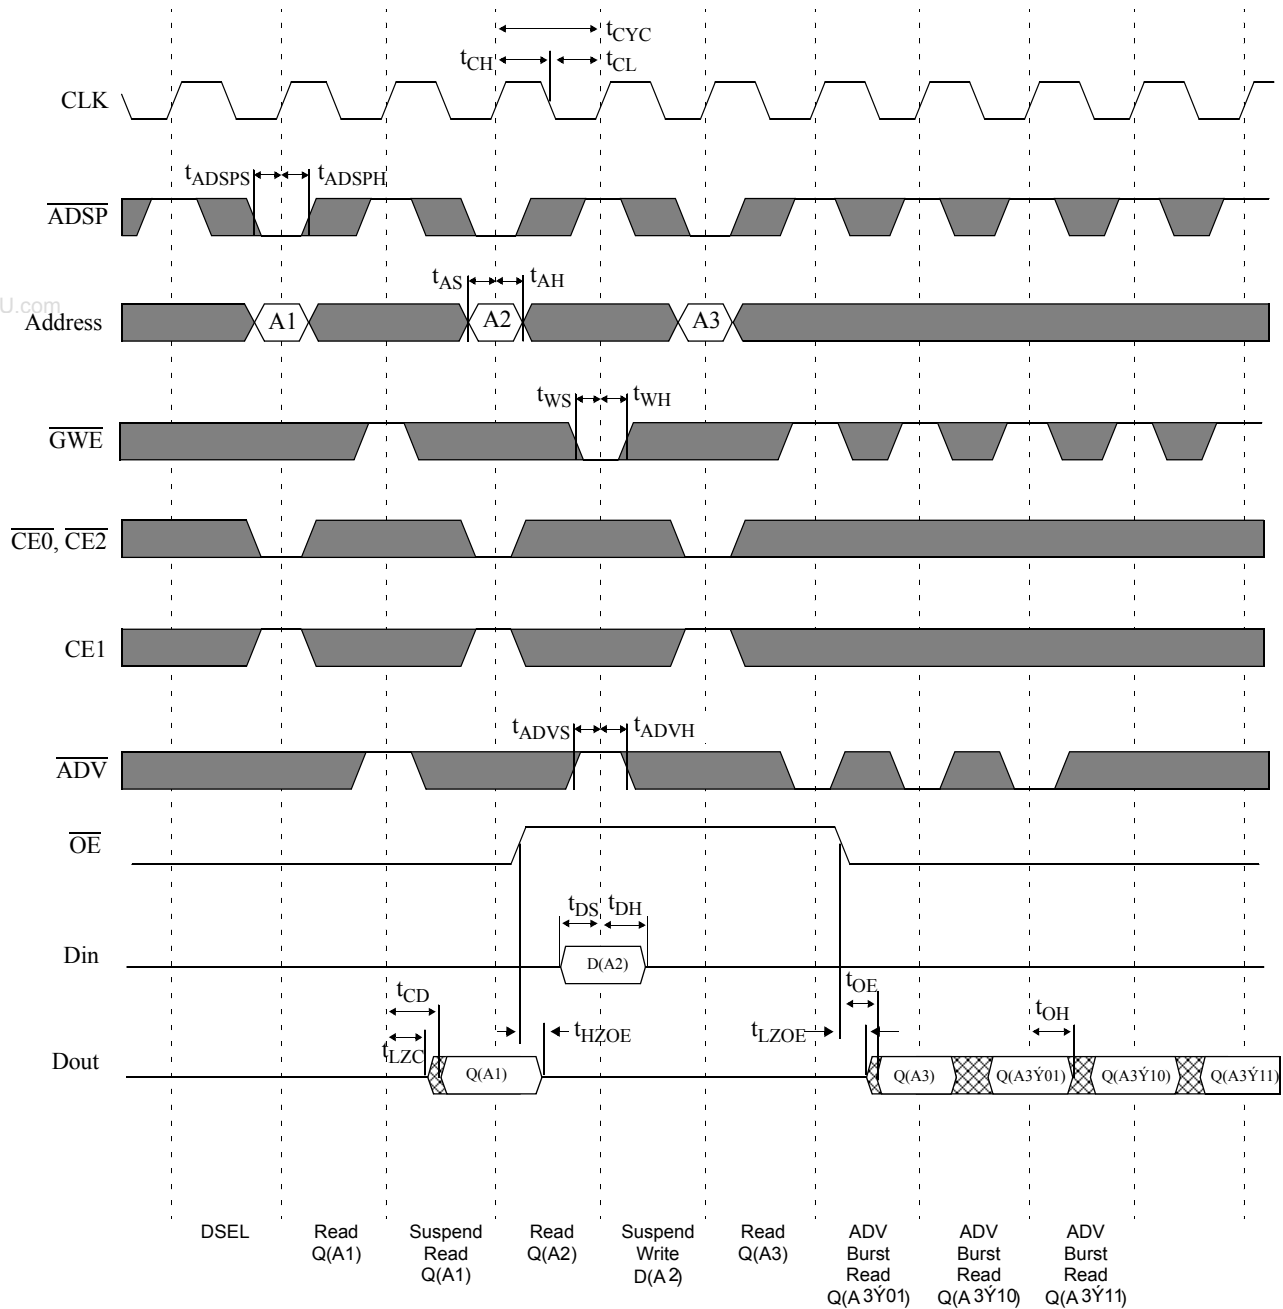 tCYC
tCH tCL
CLK
tADSPS tADSPH
ADSP
tAS tAH
U.com
Address A1 A2 A3
tWS tWH
GWE
CE0, CE2
CE1
tADVS tADVH
ADV
OE
tDS tDH
Din D(A2)
tCD tOE tOH
tLZC tHZOE tLZOE
Dout Q(A1) Q(A3) Q(A3Ý01) Q(A3Ý10) Q(A3Ý11)
DSEL Read Suspend Read Suspend Read ADV ADV ADV
Q(A1) Read Q(A2) Write Q(A3) Burst Burst Burst
Q(A1) D(A2) Read Read Read
Q(A3Ý01) Q(A3Ý10) Q(A3Ý11)